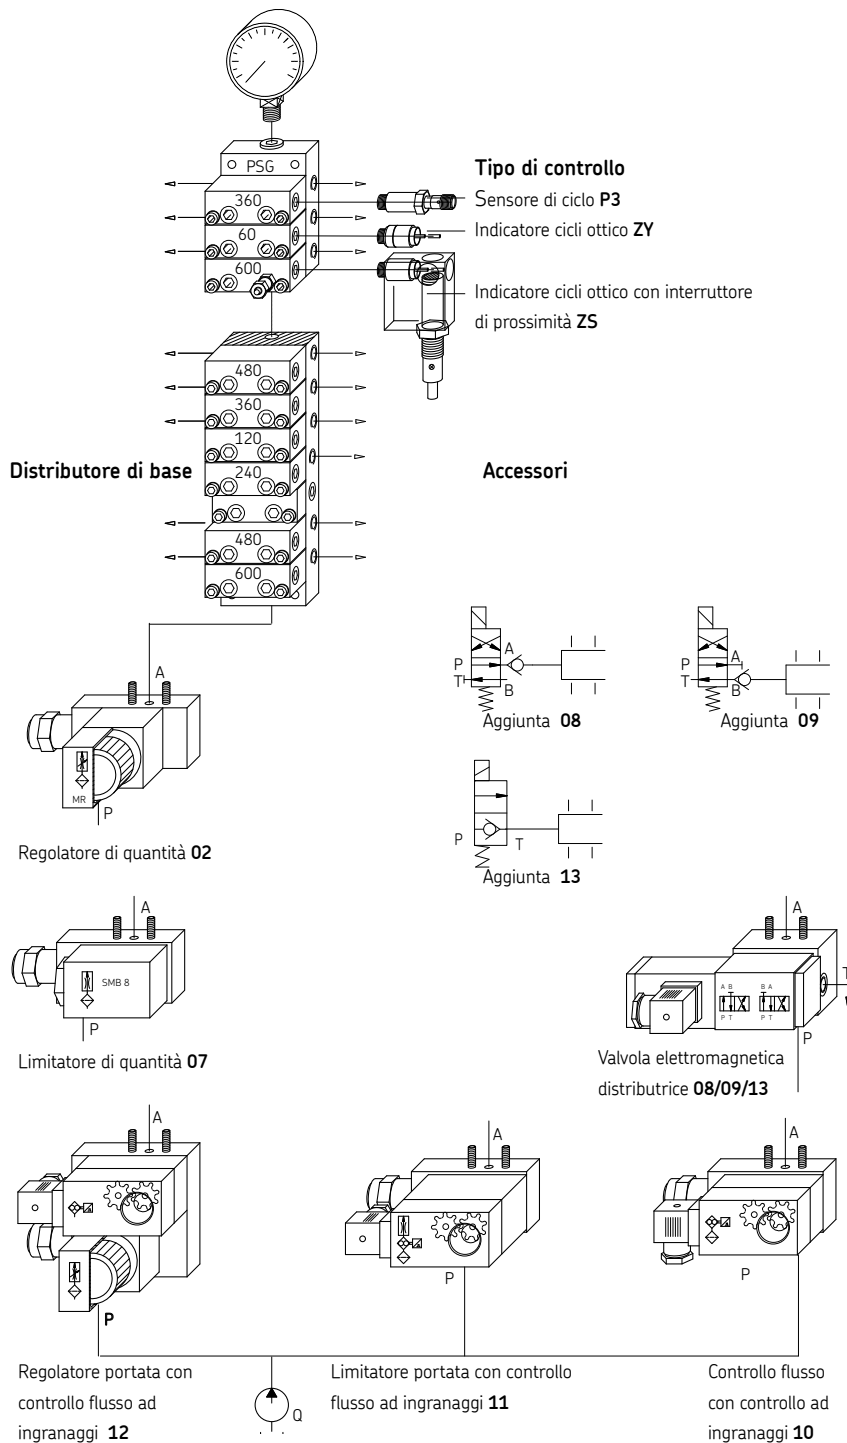 PSG
360
60
600
Tipo di controllo
Sensore di ciclo P3
Indicatore cicli ottico ZY
Indicatore cicli ottico con interruttore
di prossimità ZS
480
360
120
240
480
600
Distributore di base
Accessori
A
MR
P
Regolatore di quantità 02
P
T
A
B
Aggiunta 08
P
T
A
B
Aggiunta 09
P
T
Aggiunta 13
A
SMB 8
P
Limitatore di quantità 07
A
A B
P T
B A
P T
T
P
Valvola elettromagnetica
distributrice 08/09/13
A
P
Regolatore portata con
controllo flusso ad
ingranaggi 12
A
P
Limitatore portata con controllo
flusso ad ingranaggi 11
A
P
Controllo flusso
con controllo ad
ingranaggi 10
Q